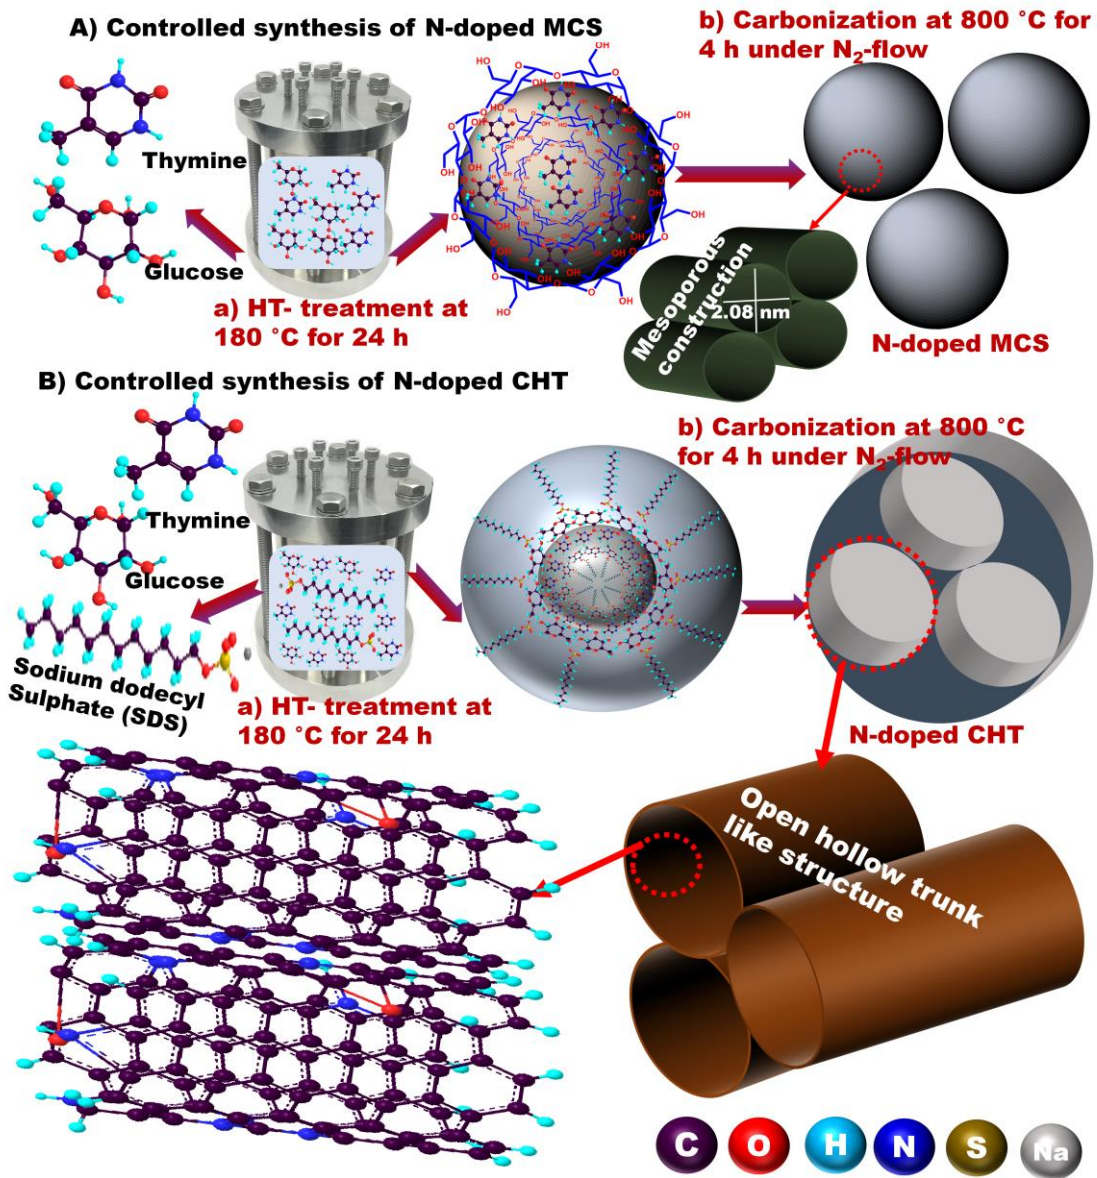 A) Controlled synthesis of N-doped MCS
b) Carbonization at 800 °C for
4 h under N₂-flow
Thymine
Glucose
a) HT- treatment at
180 °C for 24 h
Mesoporous
construction
2.08 nm
N-doped MCS
B) Controlled synthesis of N-doped CHT
b) Carbonization at 800 °C
for 4 h under N₂-flow
Thymine
Glucose
Sodium dodecyl
Sulphate (SDS)
a) HT- treatment at
180 °C for 24 h
N-doped CHT
Open hollow trunk
like structure
C O H N S Na